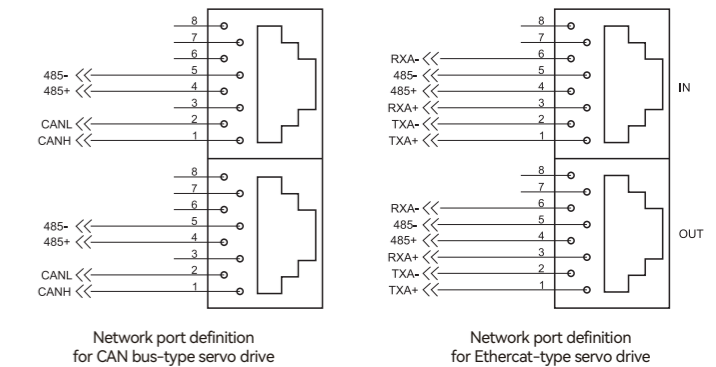 8
7
6
485- 5
485+ 4
3
CANL 2
CANH 1
8
7
6
485- 5
485+ 4
3
CANL 2
CANH 1
Network port definition
for CAN bus-type servo drive
8
7
RXA- 6
485- 5
485+ 4
RXA+ 3
TXA- 2
TXA+ 1
IN
8
7
RXA- 6
485- 5
485+ 4
RXA+ 3
TXA- 2
TXA+ 1
OUT
Network port definition
for Ethercat-type servo drive